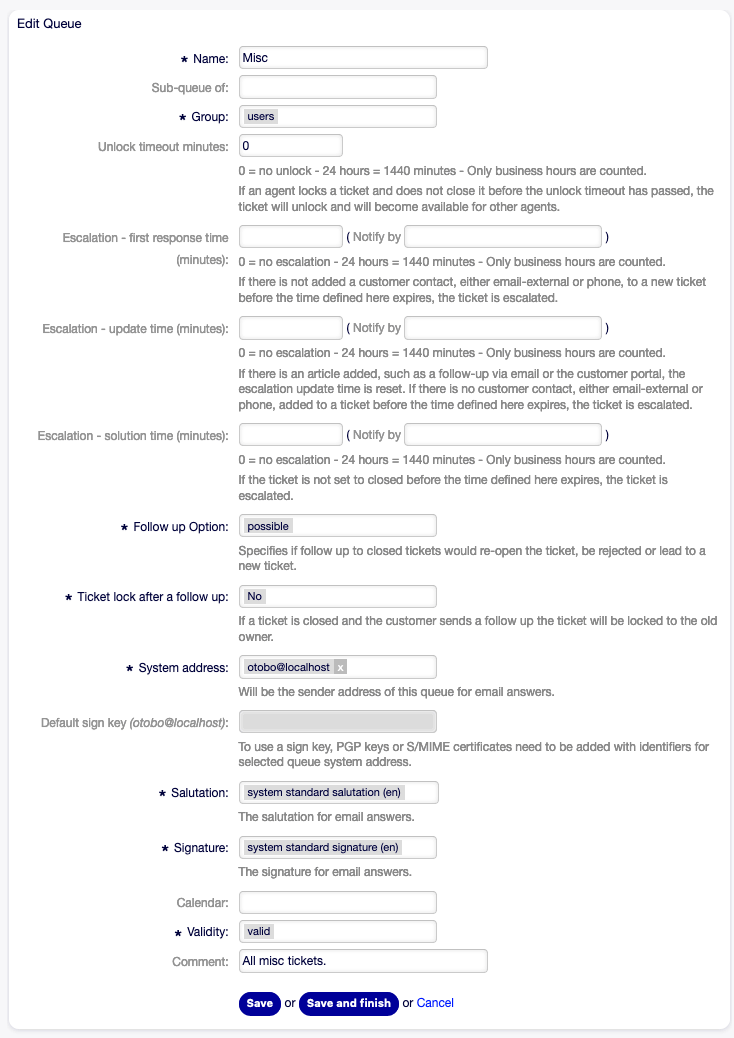 Edit Queue
★ Name: Misc
Sub-queue of:
★ Group: users
Unlock timeout minutes: 0
0 = no unlock - 24 hours = 1440 minutes - Only business hours are counted.
If an agent locks a ticket and does not close it before the unlock timeout has passed, the
ticket will unlock and will become available for other agents.
Escalation - first response time
(minutes):
( Notify by )
0 = no escalation - 24 hours = 1440 minutes - Only business hours are counted.
If there is not added a customer contact, either email-external or phone, to a new ticket
before the time defined here expires, the ticket is escalated.
Escalation - update time (minutes): ( Notify by )
0 = no escalation - 24 hours = 1440 minutes - Only business hours are counted.
If there is an article added, such as a follow-up via email or the customer portal, the
escalation update time is reset. If there is no customer contact, either email-external or
phone, added to a ticket before the time defined here expires, the ticket is escalated.
Escalation - solution time (minutes): ( Notify by )
0 = no escalation - 24 hours = 1440 minutes - Only business hours are counted.
If the ticket is not set to closed before the time defined here expires, the ticket is
escalated.
★ Follow up Option: possible
Specifies if follow up to closed tickets would re-open the ticket, be rejected or lead to a
new ticket.
★ Ticket lock after a follow up: No
If a ticket is closed and the customer sends a follow up the ticket will be locked to the old
owner.
★ System address: otobo@localhost x
Will be the sender address of this queue for email answers.
Default sign key (otobo@localhost):
To use a sign key, PGP keys or S/MIME certificates need to be added with identifiers for
selected queue system address.
★ Salutation: system standard salutation (en)
The salutation for email answers.
★ Signature: system standard signature (en)
The signature for email answers.
Calendar:
★ Validity: valid
Comment: All misc tickets.
Save or Save and finish or Cancel